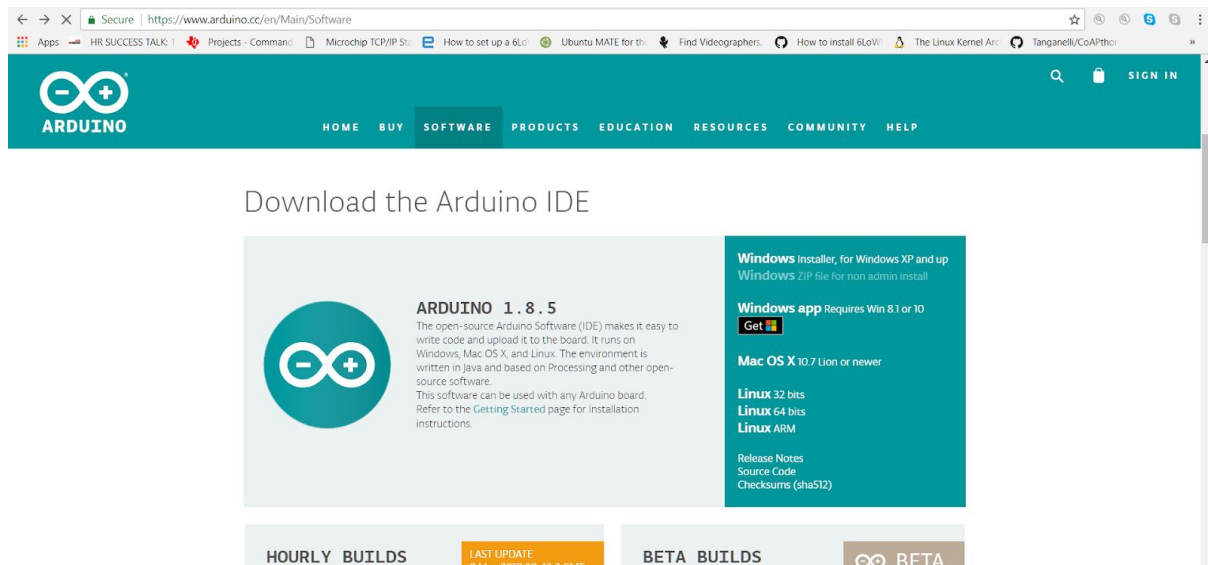 Secure | https://www.arduino.cc/en/Main/Software
Apps HR SUCCESS TALK: 1 Projects - Command Microchip TCP/IP Sta How to set up a 6Lo Ubuntu MATE for the Find Videographers, How to install 6LoW The Linux Kernel Arc Tanganelli/CoAPthon »
SIGN IN
ARDUINO
HOME BUY SOFTWARE PRODUCTS EDUCATION RESOURCES COMMUNITY HELP
Download the Arduino IDE
ARDUINO 1.8.5
The open-source Arduino Software (IDE) makes it easy to
write code and upload it to the board. It runs on
Windows, Mac OS X, and Linux. The environment is
written in Java and based on Processing and other open-
source software.
This software can be used with any Arduino board.
Refer to the Getting Started page for Installation
instructions.
Windows Installer, for Windows XP and up
Windows ZIP file for non admin install
Windows app Requires Win 8.1 or 10
Get
Mac OS X 10.7 Lion or newer
Linux 32 bits
Linux 64 bits
Linux ARM
Release Notes
Source Code
Checksums (sha512)
HOURLY BUILDS
LAST UPDATE
BETA BUILDS
BETA